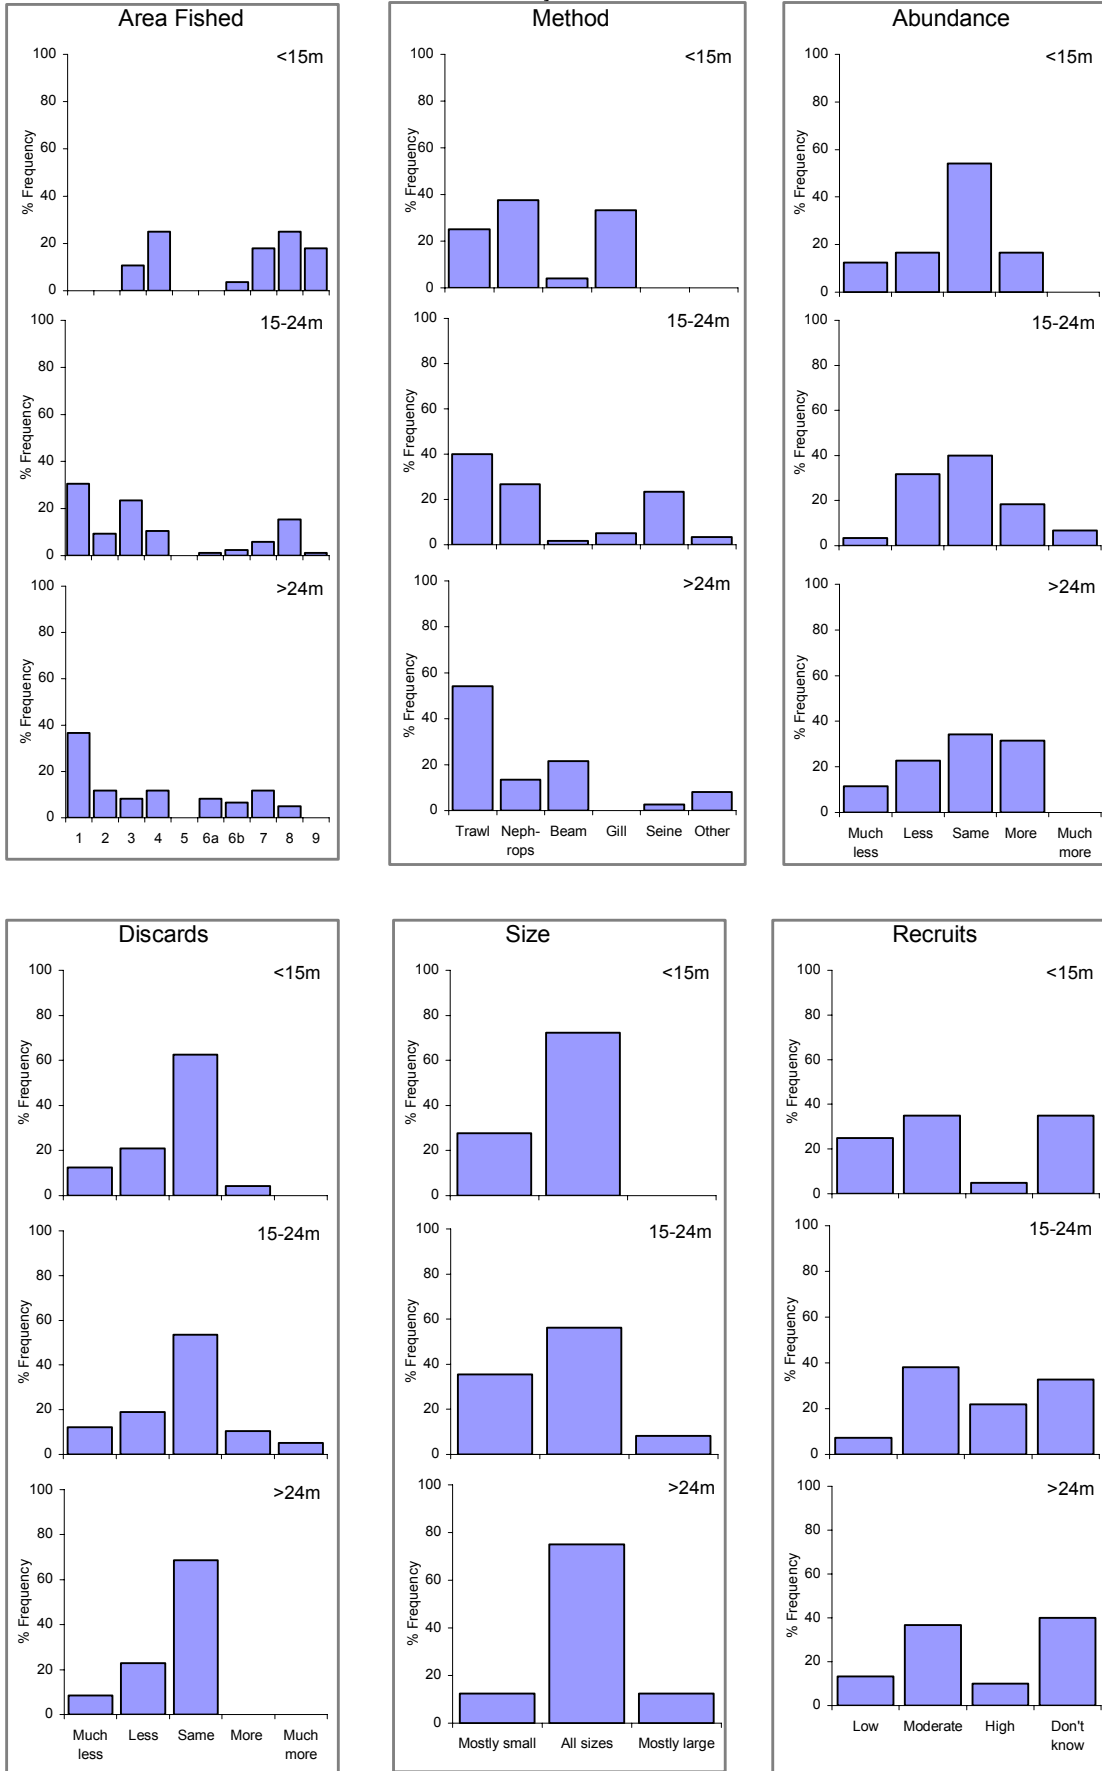 Area Fished
<15m
100
80
60
40
20
0
% Frequency
15-24m
100
80
60
40
20
0
% Frequency
>24m
100
80
60
40
20
0
% Frequency
1 2 3 4 5 6a 6b 7 8 9
Method
<15m
100
80
60
40
20
0
% Frequency
15-24m
100
80
60
40
20
0
% Frequency
>24m
100
80
60
40
20
0
% Frequency
Trawl Neph- Beam Gill Seine Other
rops
Abundance
<15m
100
80
60
40
20
0
% Frequency
15-24m
100
80
60
40
20
0
% Frequency
>24m
100
80
60
40
20
0
% Frequency
Much Less Same More Much
less more
Discards
<15m
100
80
60
40
20
0
% Frequency
15-24m
100
80
60
40
20
0
% Frequency
>24m
100
80
60
40
20
0
% Frequency
Much Less Same More Much
less more
Size
<15m
100
80
60
40
20
0
% Frequency
15-24m
100
80
60
40
20
0
% Frequency
>24m
100
80
60
40
20
0
% Frequency
Mostly small All sizes Mostly large
Recruits
<15m
100
80
60
40
20
0
% Frequency
15-24m
100
80
60
40
20
0
% Frequency
>24m
100
80
60
40
20
0
% Frequency
Low Moderate High Don't
know